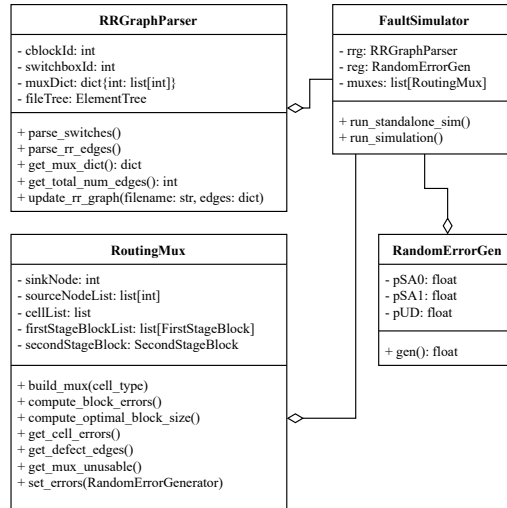 RRGraphParser
- cblockId: int
- switchboxId: int
- muxDict: dict{int: list[int]}
- fileTree: ElementTree
+ parse_switches()
+ parse_rr_edges()
+ get_mux_dict(): dict
+ get_total_num_edges(): int
+ update_rr_graph(filename: str, edges: dict)
FaultSimulator
- rrg: RRGraphParser
- reg: RandomErrorGen
- muxes: list[RoutingMux]
+ run_standalone_sim()
+ run_simulation()
RoutingMux
- sinkNode: int
- sourceNodeList: list[int]
- cellList: list
- firstStageBlockList: list[FirstStageBlock]
- secondStageBlock: SecondStageBlock
+ build_mux(cell_type)
+ compute_block_errors()
+ compute_optimal_block_size()
+ get_cell_errors()
+ get_defect_edges()
+ get_mux_unusable()
+ set_errors(RandomErrorGenerator)
RandomErrorGen
- pSA0: float
- pSA1: float
- pUD: float
+ gen(): float